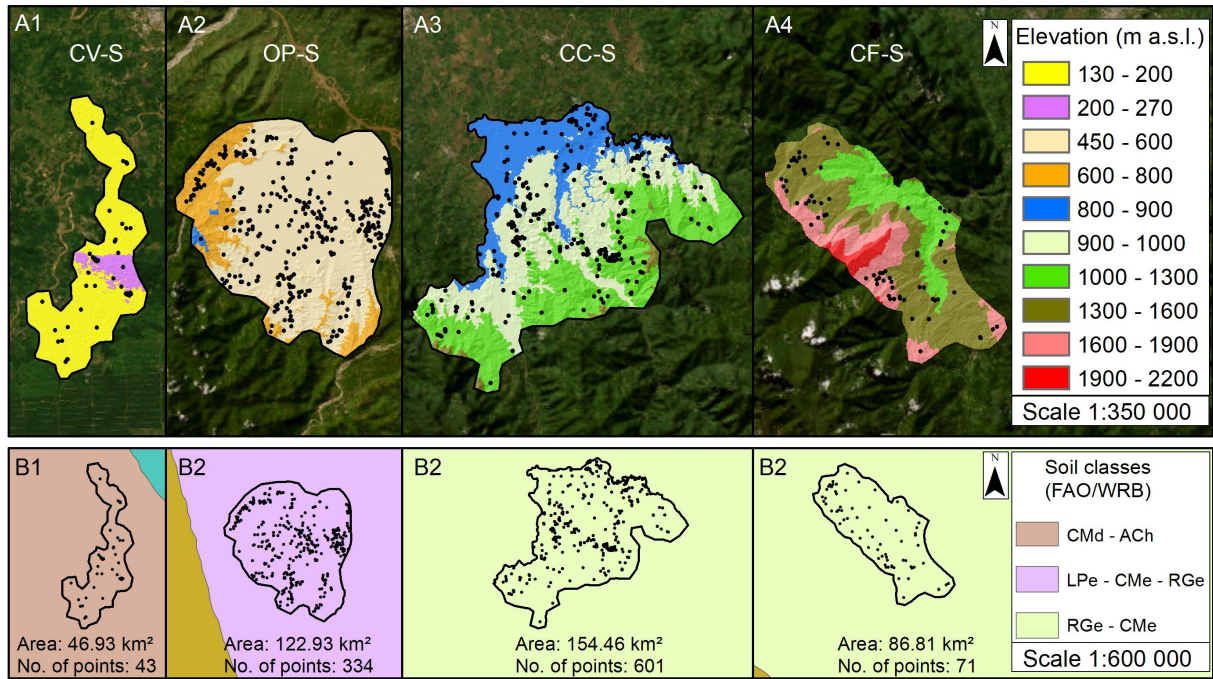 A1
CV-S
A2
OP-S
A3
CC-S
A4
CF-S
N
Elevation (m a.s.l.)
130 - 200
200 - 270
450 - 600
600 - 800
800 - 900
900 - 1000
1000 - 1300
1300 - 1600
1600 - 1900
1900 - 2200
Scale 1:350 000
B1
Area: 46.93 km²
No. of points: 43
B2
Area: 122.93 km²
No. of points: 334
B2
Area: 154.46 km²
No. of points: 601
B2
Area: 86.81 km²
No. of points: 71
N
Soil classes
(FAO/WRB)
CMd - ACh
LPe - CMe - RGe
RGe - CMe
Scale 1:600 000